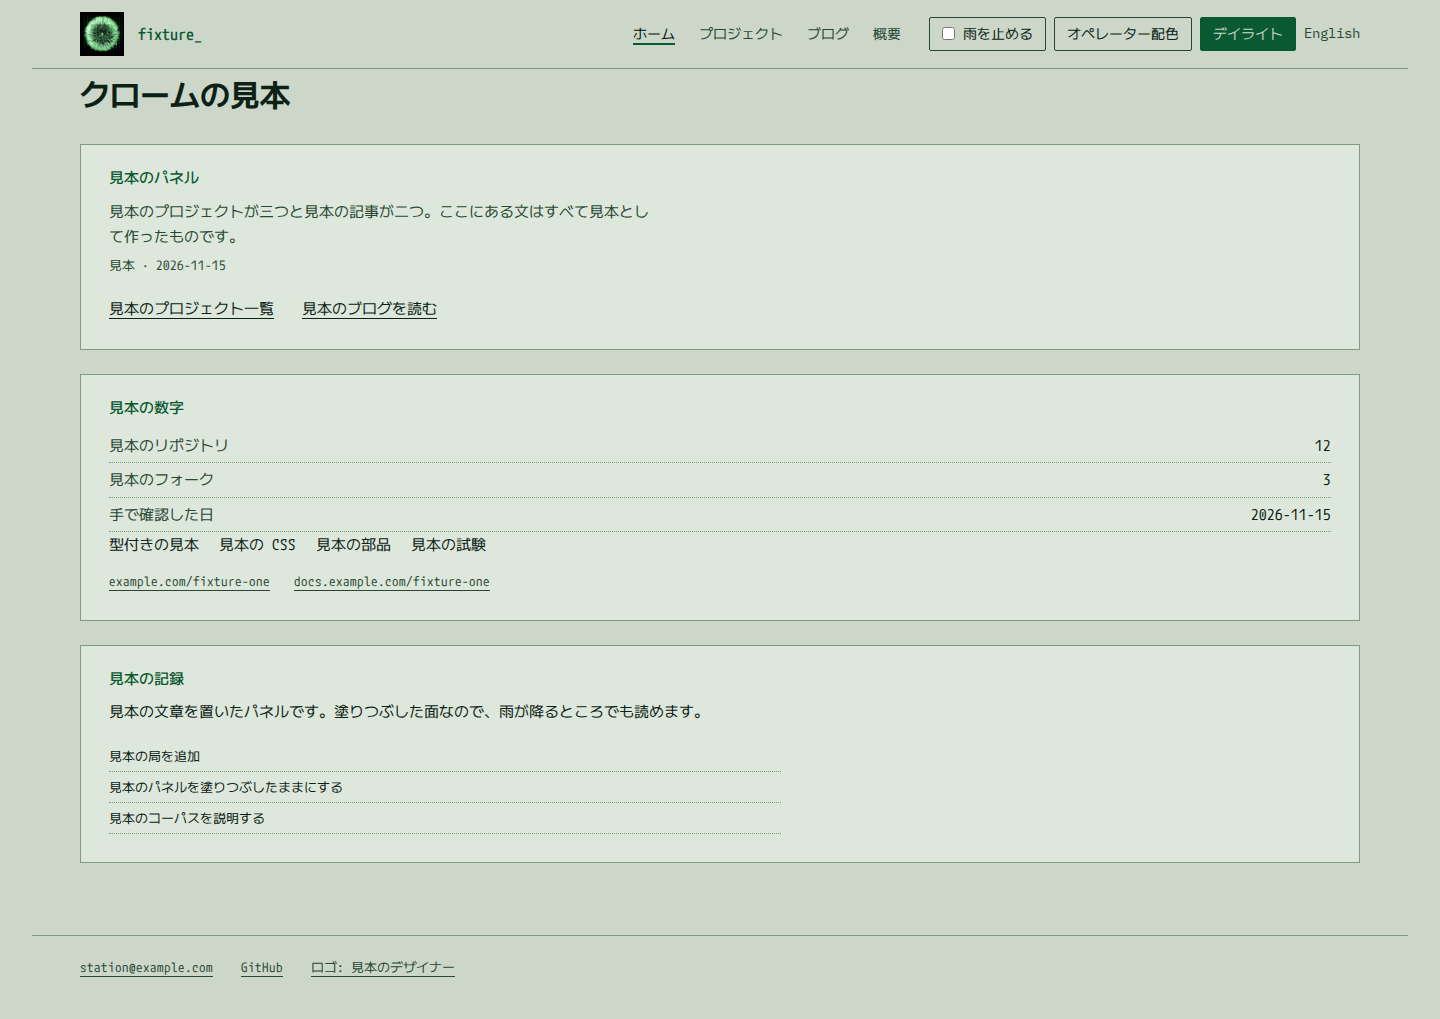 fixture_
ホーム プロジェクト ブログ 概要 雨を止める オペレーター配色 デイライト English
クロームの見本
見本のパネル
見本のプロジェクトが三つと見本の記事が二つ。ここにある文はすべて見本とし
て作ったものです。
見本 · 2026-11-15
見本のプロジェクト一覧 見本のブログを読む
見本の数字
見本のリポジトリ 12
見本のフォーク 3
手で確認した日 2026-11-15
型付きの見本 見本の CSS 見本の部品 見本の試験
example.com/fixture-one docs.example.com/fixture-one
見本の記録
見本の文章を置いたパネルです。塗りつぶした面なので、雨が降るところでも読めます。
見本の局を追加
見本のパネルを塗りつぶしたままにする
見本のコーパスを説明する
station@example.com GitHub ロゴ: 見本のデザイナー